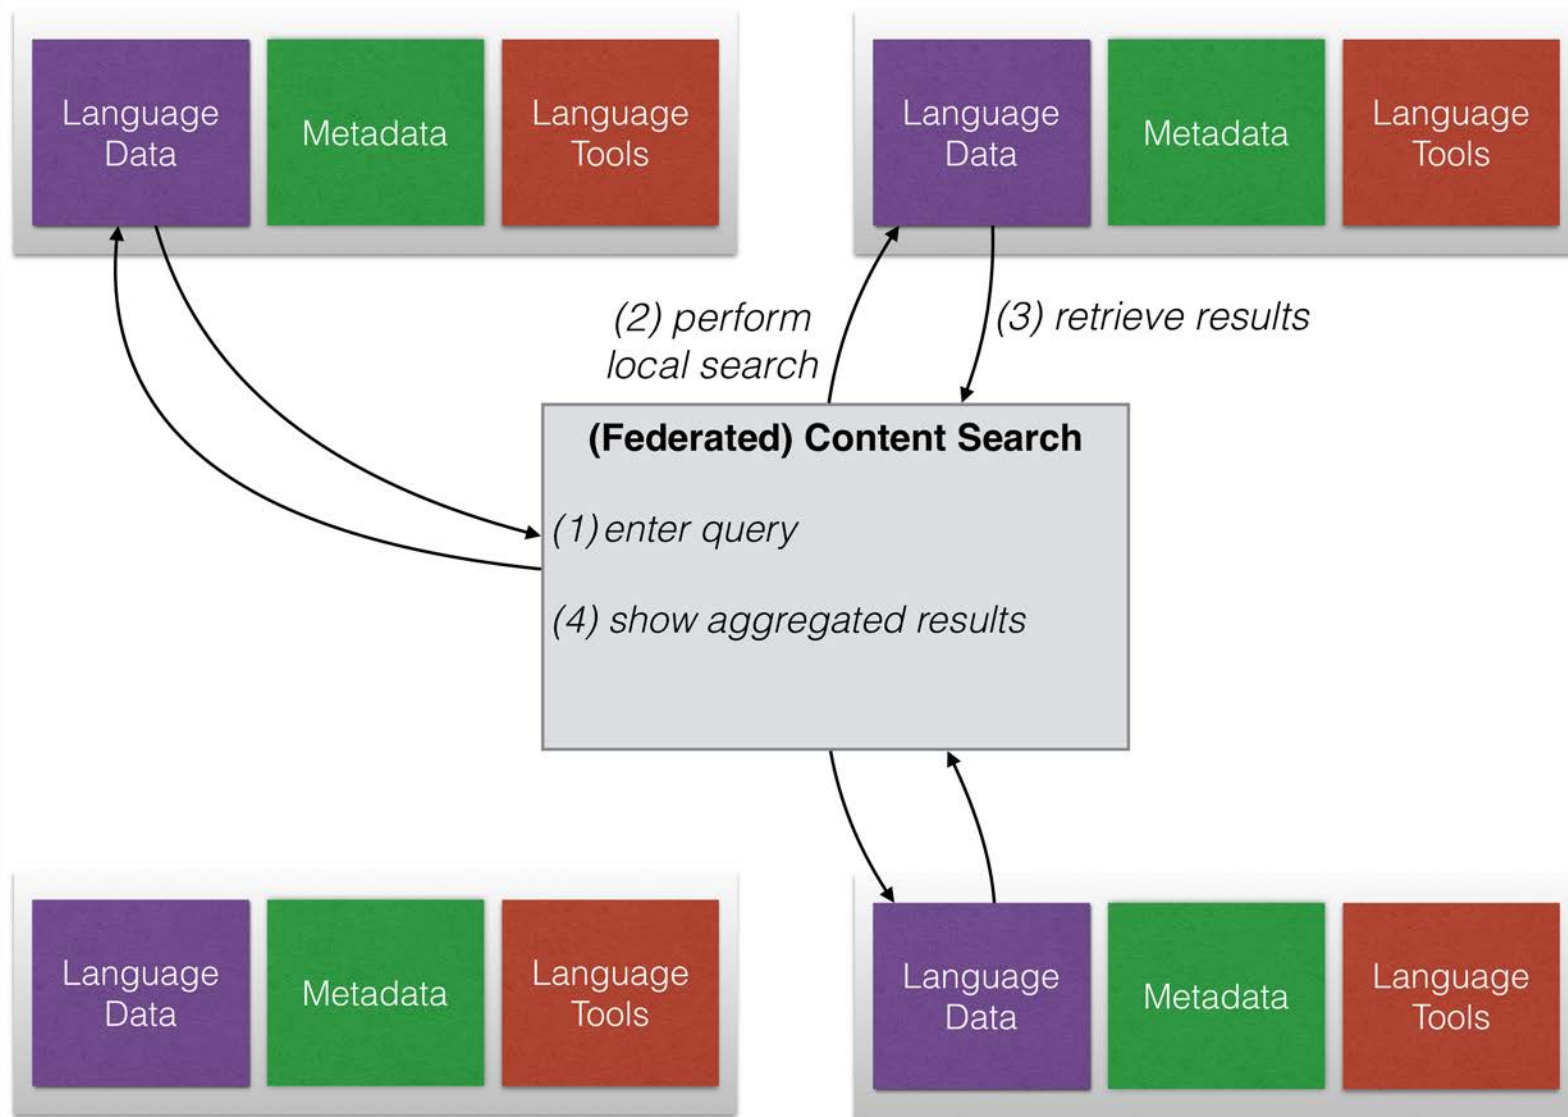 Language
Data
Metadata
Language
Tools
Language
Data
Metadata
Language
Tools
(2) perform
local search
(3) retrieve results
(Federated) Content Search
(1) enter query
(4) show aggregated results
Language
Data
Metadata
Language
Tools
Language
Data
Metadata
Language
Tools